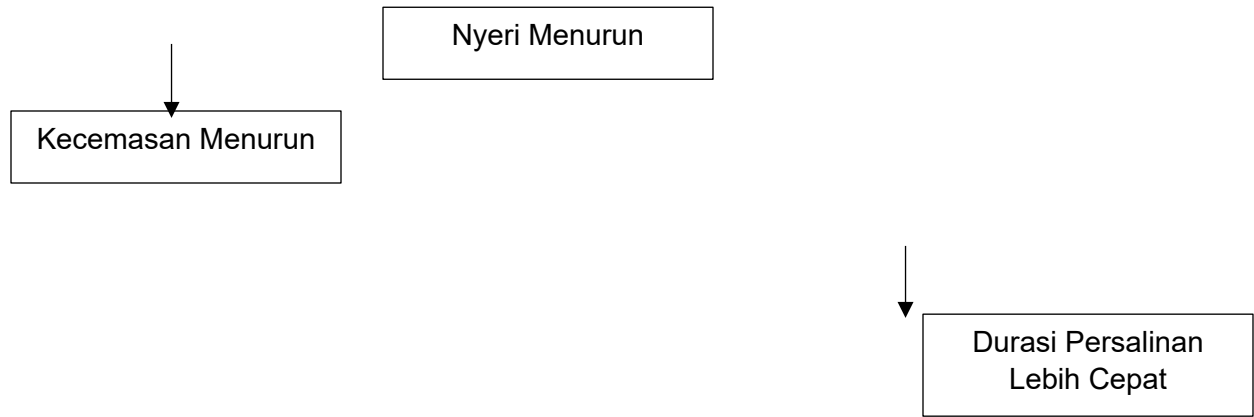 Nyeri Menurun
Kecemasan Menurun
Durasi Persalinan
Lebih Cepat